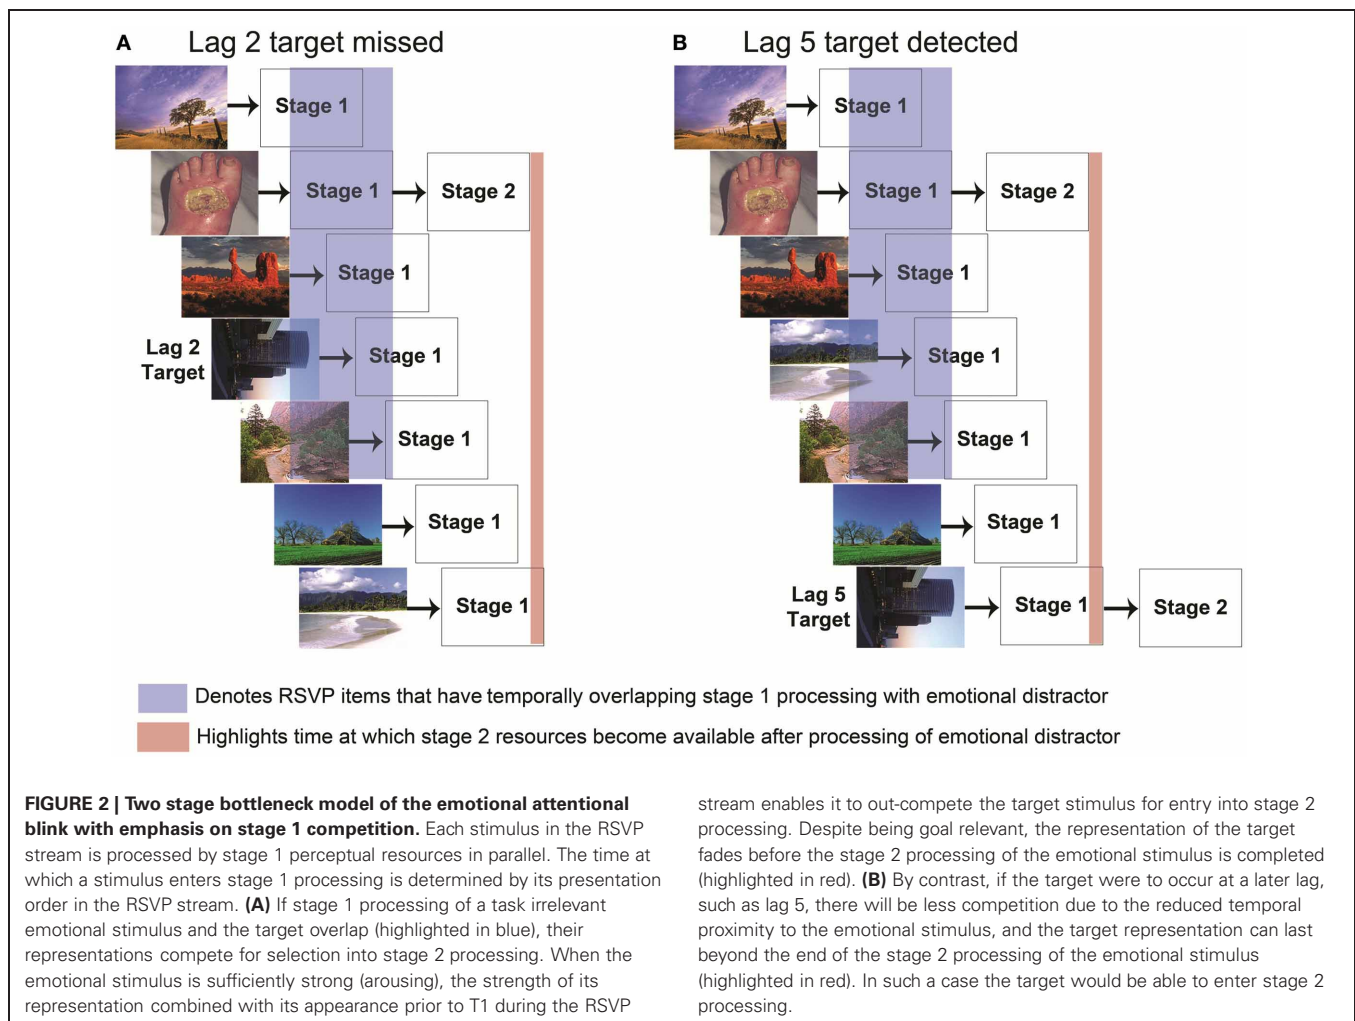 A Lag 2 target missed
Stage 1
Stage 1
Stage 2
Stage 1
Lag 2
Target
Stage 1
Stage 1
Stage 1
Stage 1
B Lag 5 target detected
Stage 1
Stage 1
Stage 2
Stage 1
Stage 1
Stage 1
Stage 1
Lag 5
Target
Stage 1
Stage 2
Denotes RSVP items that have temporally overlapping stage 1 processing with emotional distractor
Highlights time at which stage 2 resources become available after processing of emotional distractor
FIGURE 2 | Two stage bottleneck model of the emotional attentional
blink with emphasis on stage 1 competition. Each stimulus in the RSVP
stream is processed by stage 1 perceptual resources in parallel. The time at
which a stimulus enters stage 1 processing is determined by its presentation
order in the RSVP stream. (A) If stage 1 processing of a task irrelevant
emotional stimulus and the target overlap (highlighted in blue), their
representations compete for selection into stage 2 processing. When the
emotional stimulus is sufficiently strong (arousing), the strength of its
representation combined with its appearance prior to T1 during the RSVP
stream enables it to out-compete the target stimulus for entry into stage 2
processing. Despite being goal relevant, the representation of the target
fades before the stage 2 processing of the emotional stimulus is completed
(highlighted in red). (B) By contrast, if the target were to occur at a later lag,
such as lag 5, there will be less competition due to the reduced temporal
proximity to the emotional stimulus, and the target representation can last
beyond the end of the stage 2 processing of the emotional stimulus
(highlighted in red). In such a case the target would be able to enter stage 2
processing.